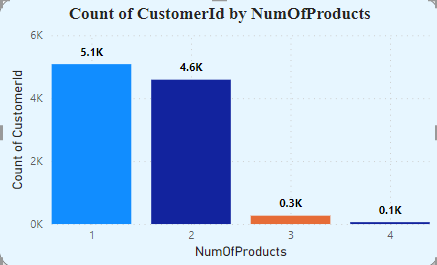 Count of CustomerId by NumOfProducts
6K
5.1K
4.6K
4K
2K
0.3K
0.1K
0K
Count of CustomerId
1 2 3 4
NumOfProducts